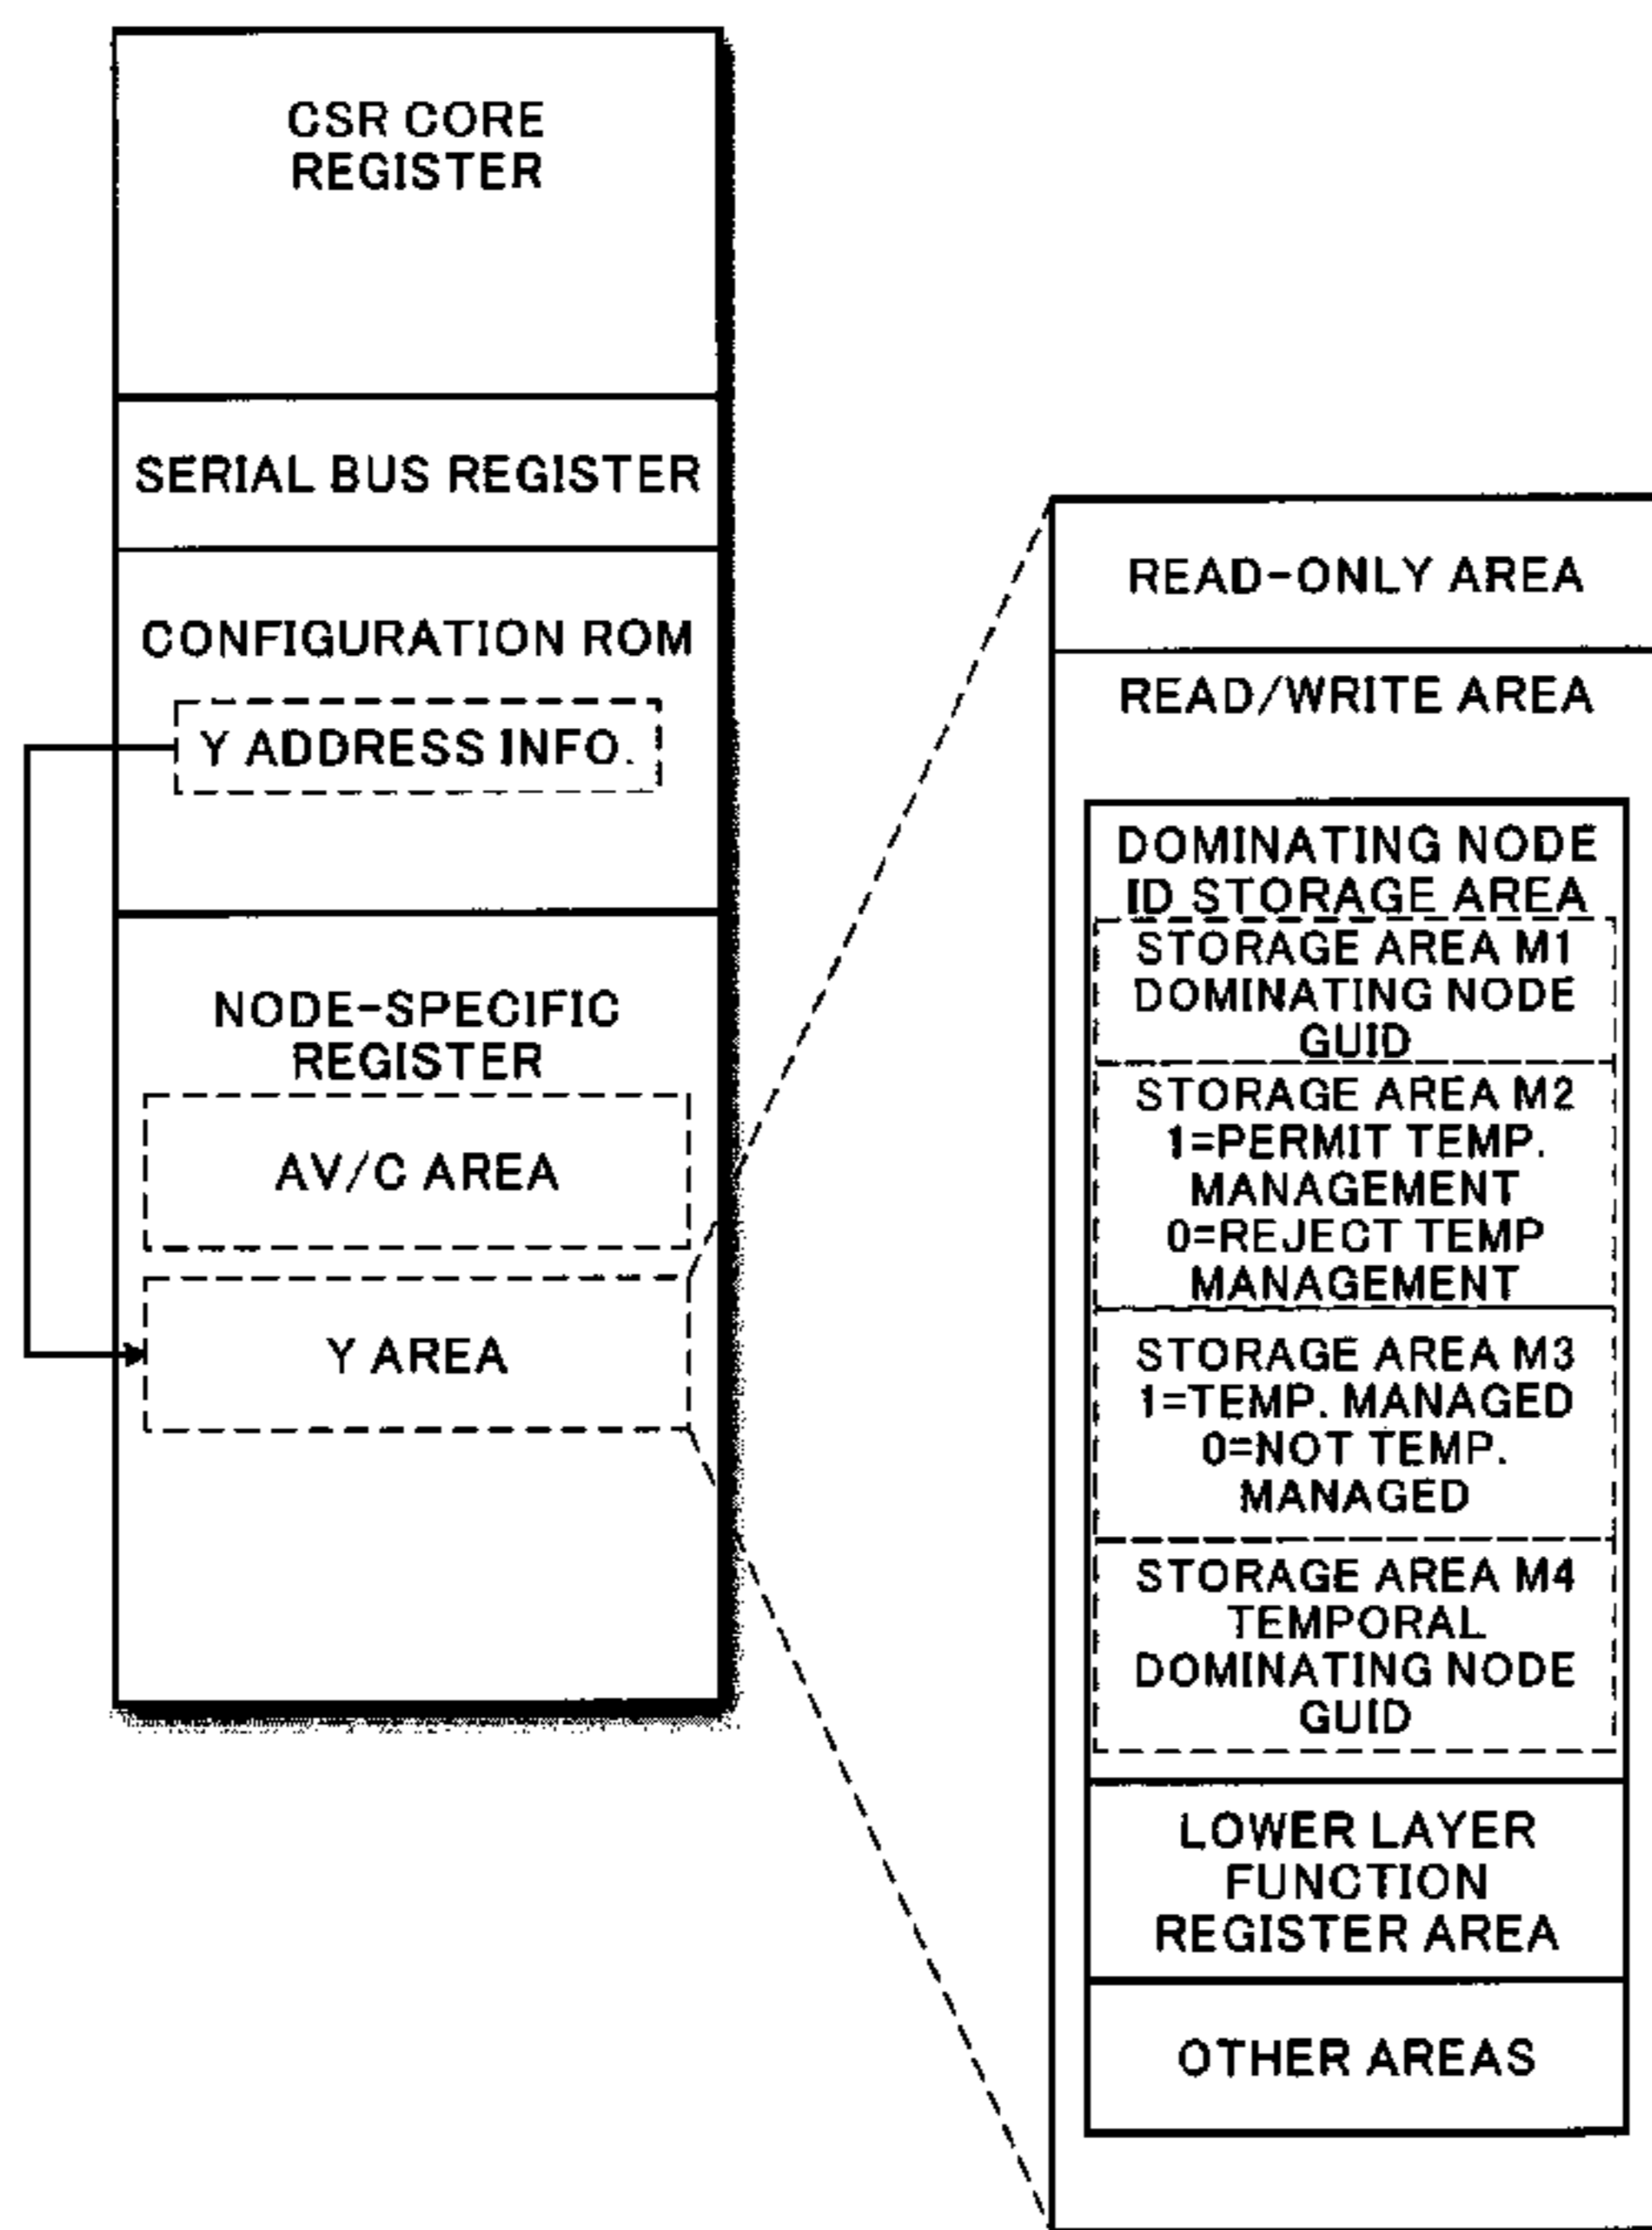 CSR CORE
REGISTER
SERIAL BUS REGISTER
CONFIGURATION ROM
Y ADDRESS INFO.
NODE-SPECIFIC
REGISTER
AV/C AREA
Y AREA
READ-ONLY AREA
READ/WRITE AREA
DOMINATING NODE
ID STORAGE AREA
STORAGE AREA M1
DOMINATING NODE
GUID
STORAGE AREA M2
1=PERMIT TEMP.
MANAGEMENT
0=REJECT TEMP
MANAGEMENT
STORAGE AREA M3
1=TEMP. MANAGED
0=NOT TEMP.
MANAGED
STORAGE AREA M4
TEMPORAL
DOMINATING NODE
GUID
LOWER LAYER
FUNCTION
REGISTER AREA
OTHER AREAS